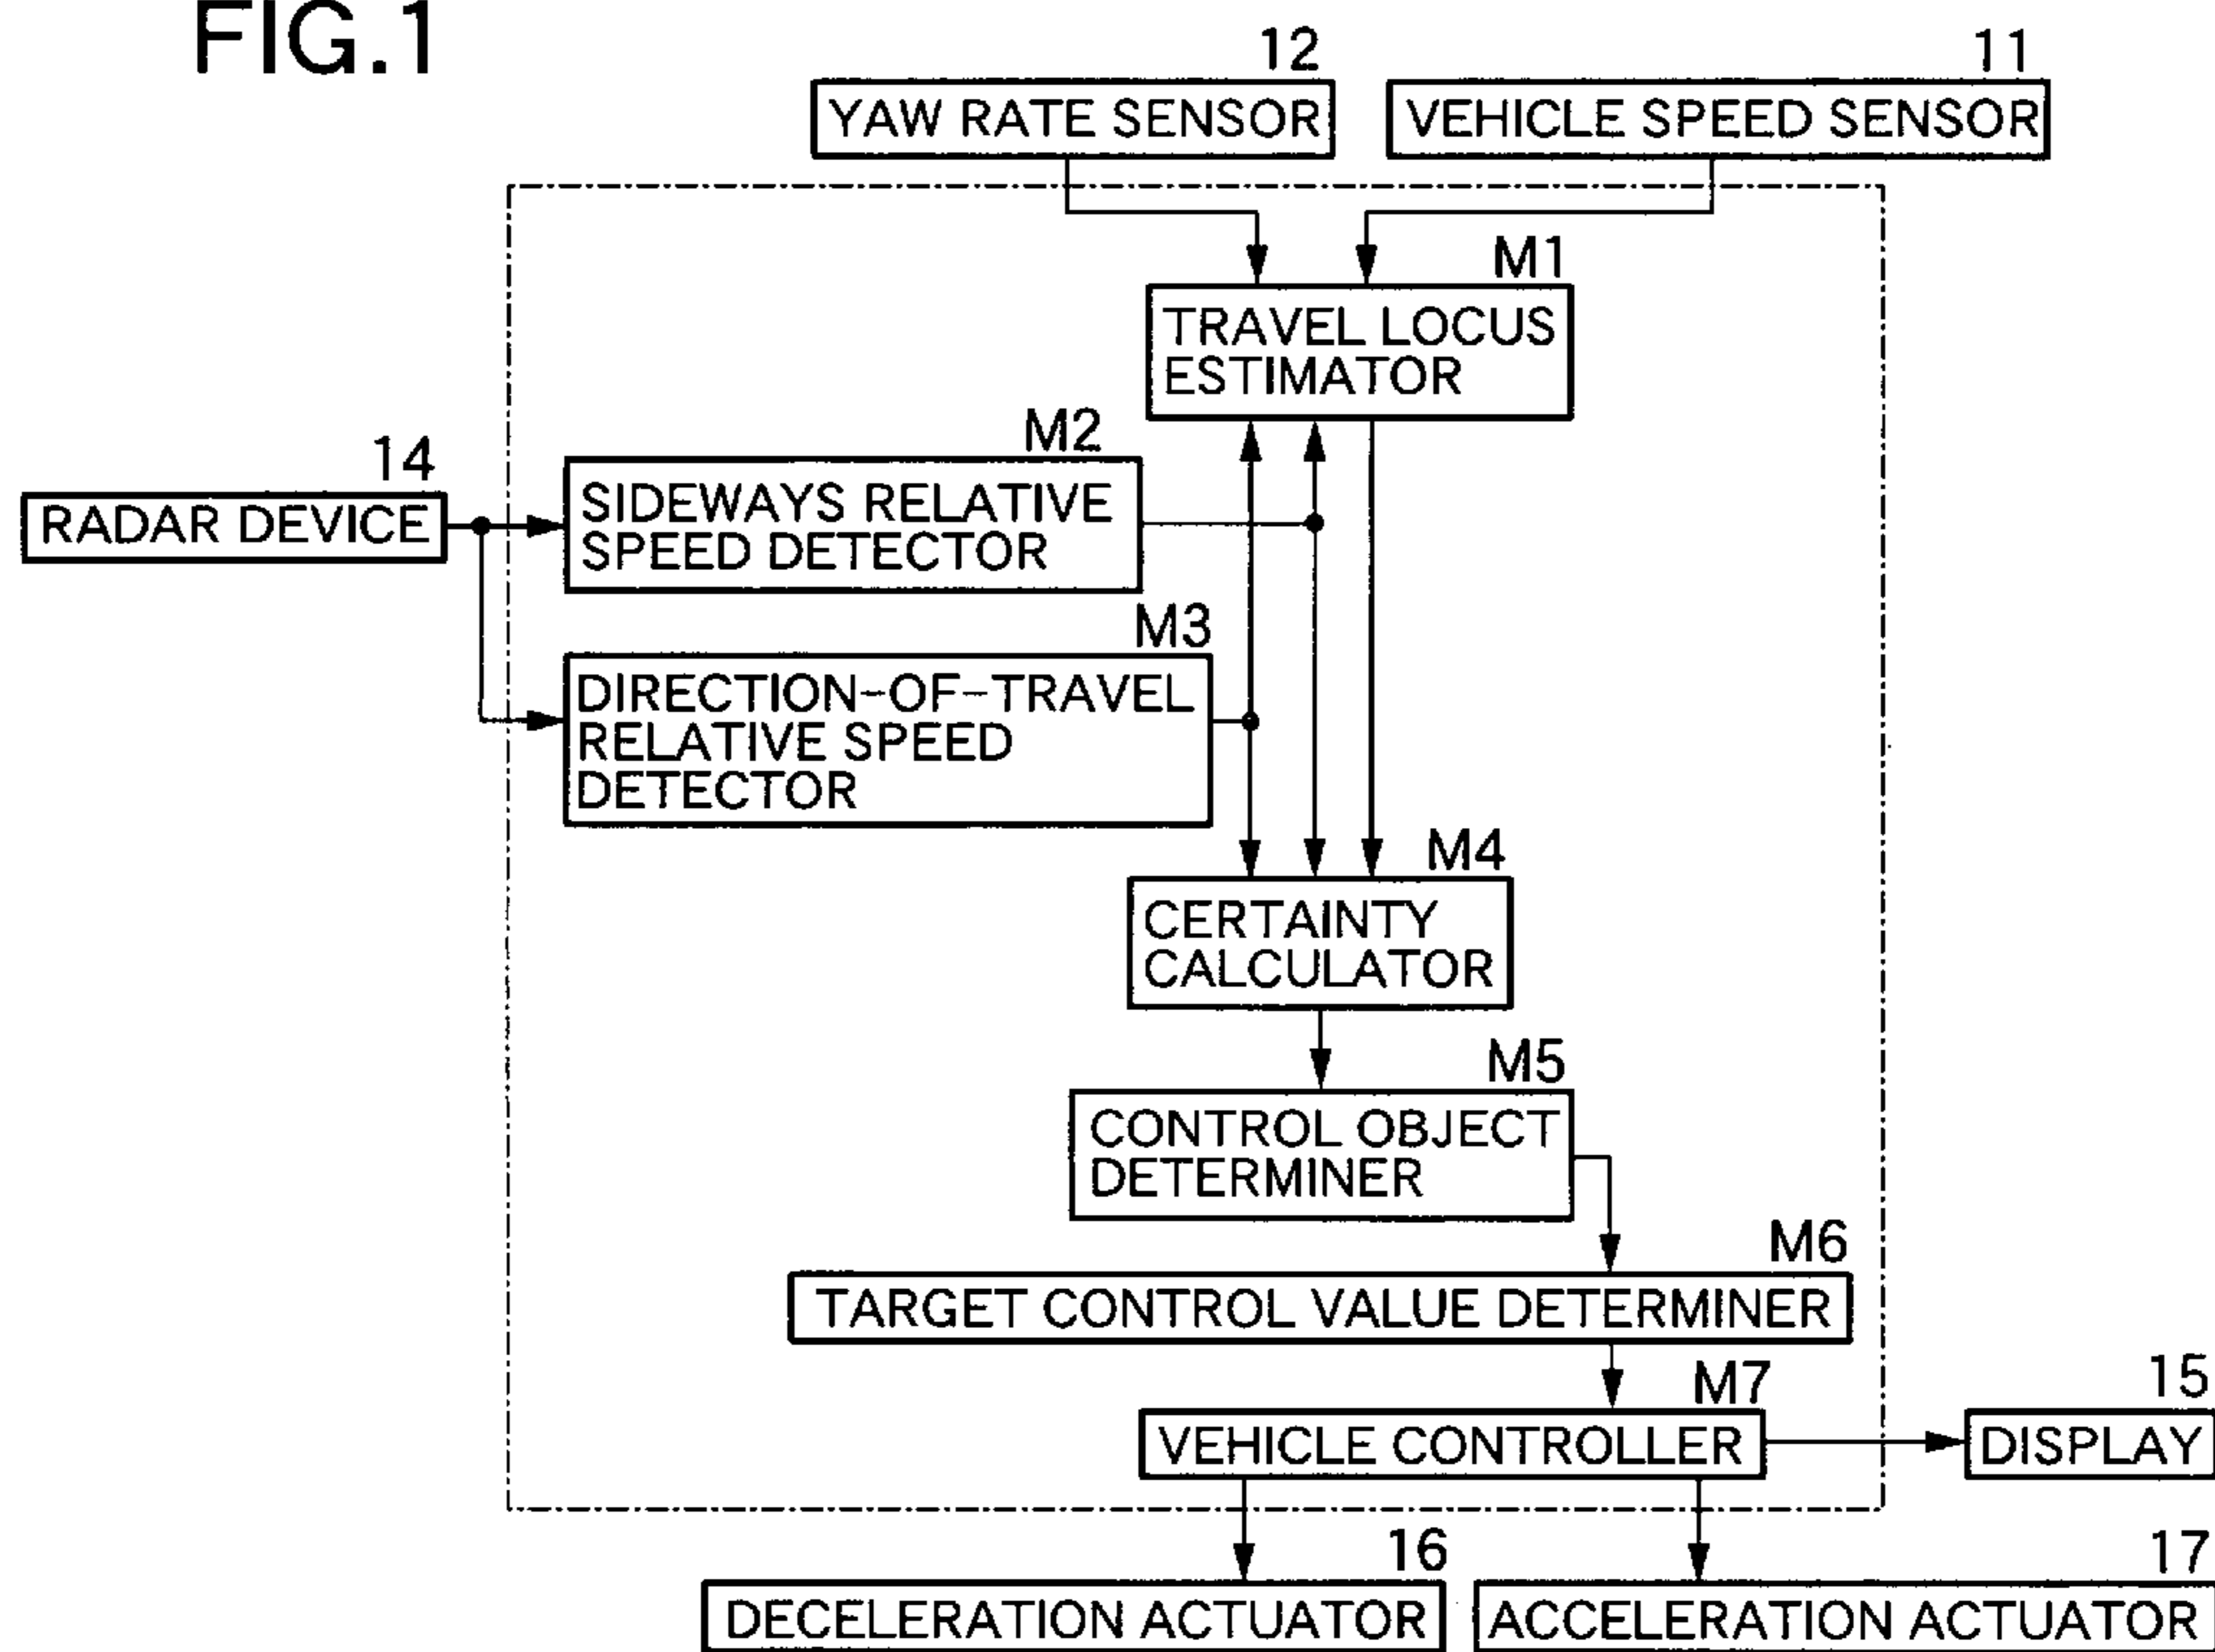 FIG.1
12
YAW RATE SENSOR
11
VEHICLE SPEED SENSOR
M1
TRAVEL LOCUS
ESTIMATOR
14
RADAR DEVICE
M2
SIDEWAYS RELATIVE
SPEED DETECTOR
M3
DIRECTION-OF-TRAVEL
RELATIVE SPEED
DETECTOR
M4
CERTAINTY
CALCULATOR
M5
CONTROL OBJECT
DETERMINER
M6
TARGET CONTROL VALUE DETERMINER
M7
VEHICLE CONTROLLER
15
DISPLAY
16
DECELERATION ACTUATOR
17
ACCELERATION ACTUATOR